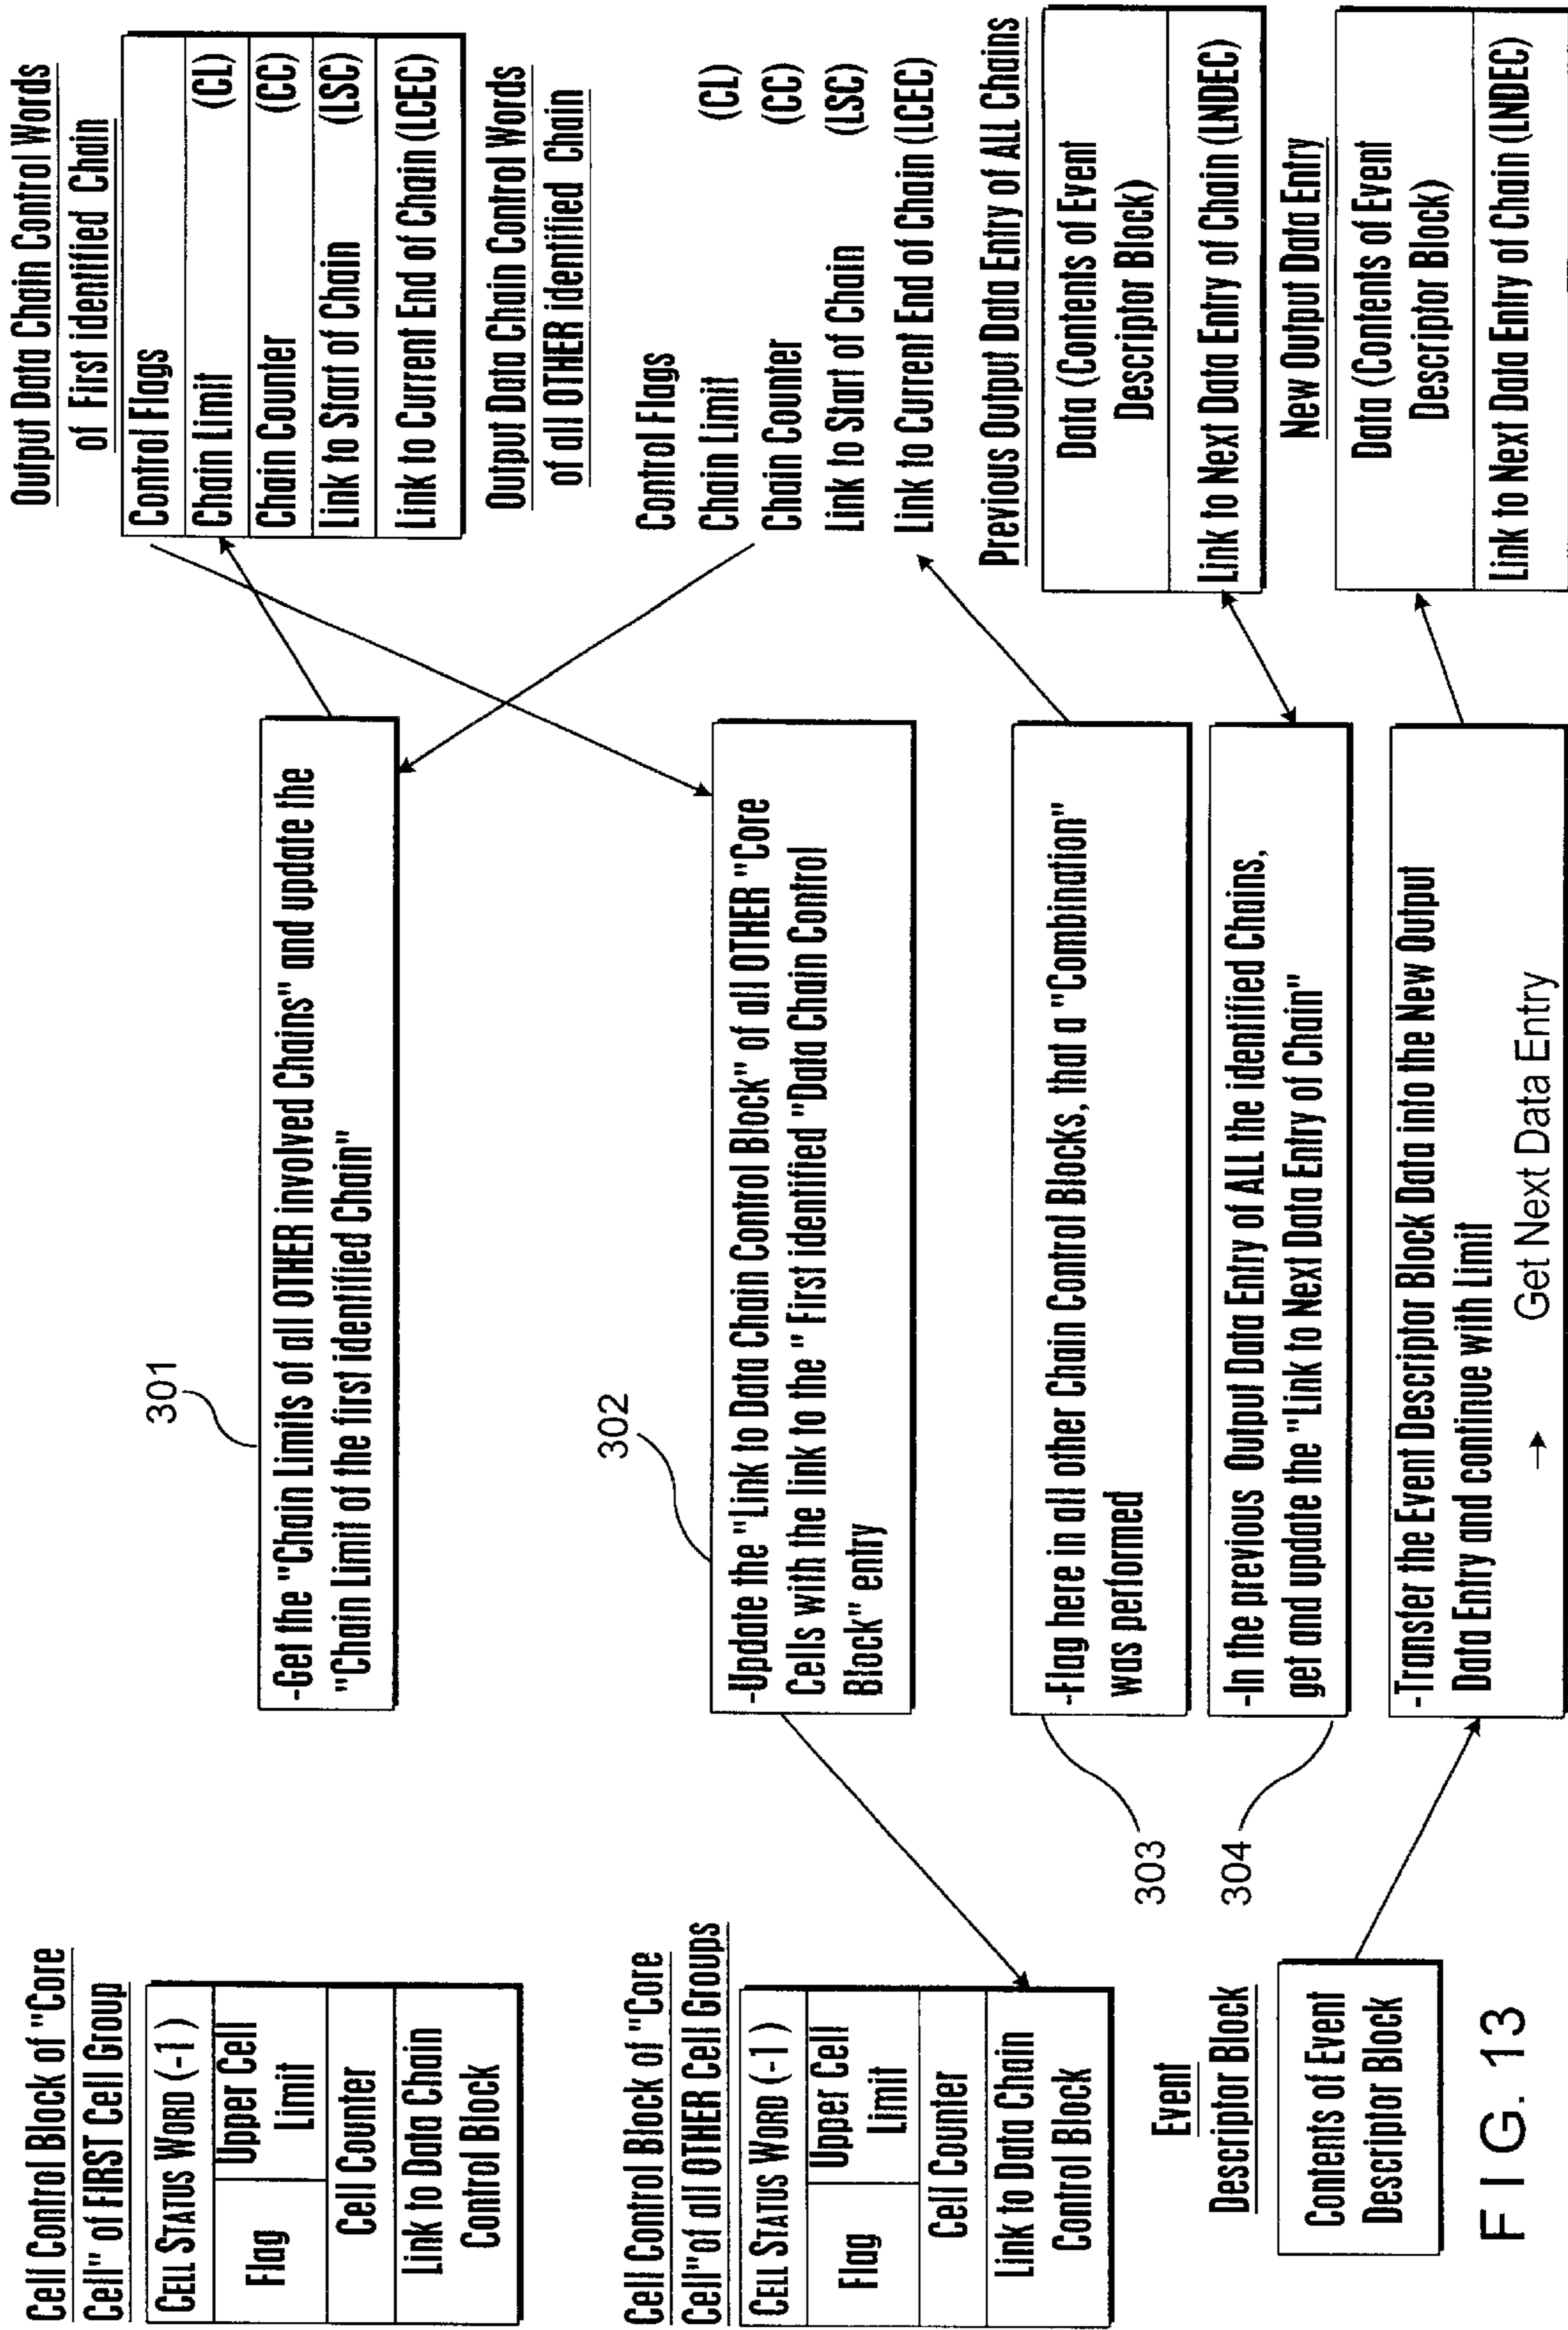 Cell Control Block of "Core
Cell" of FIRST Cell Group
CELL STATUS WORD (-1 )
Flag
Upper Cell
Limit
Cell Counter
Link to Data Chain
Control Block
Cell Control Block of "Core
Cell"of all OTHER Cell Groups
CELL STATUS WORD (-1 )
Flag
Upper Cell
Limit
Cell Counter
Link to Data Chain
Control Block
Event
Descriptor Block
Contents of Event
Descriptor Block
301
-Get the "Chain Limits of all OTHER involved Chains" and update the
"Chain Limit of the first identified Chain"
302
-Update the "Link to Data Chain Control Block" of all OTHER "Core
Cells with the link to the " First identified "Data Chain Control
Block" entry
303
-Flag here in all other Chain Control Blocks, that a "Combination"
was performed
304
-In the previous Output Data Entry of ALL the identified Chains,
get and update the "Link to Next Data Entry of Chain"
-Transfer the Event Descriptor Block Data into the New Output
Data Entry and continue with Limit
→ Get Next Data Entry
Output Data Chain Control Words
of First identified Chain
Control Flags
Chain Limit (CL)
Chain Counter (CC)
Link to Start of Chain (LSC)
Link to Current End of Chain (LCEC)
Output Data Chain Control Words
of all OTHER identified Chain
Control Flags
Chain Limit (CL)
Chain Counter (CC)
Link to Start of Chain (LSC)
Link to Current End of Chain (LCEC)
Previous Output Data Entry of ALL Chains
Data (Contents of Event
Descriptor Block)
Link to Next Data Entry of Chain (LNDEC)
New Output Data Entry
Data (Contents of Event
Descriptor Block)
Link to Next Data Entry of Chain (LNDEC)
FIG. 13